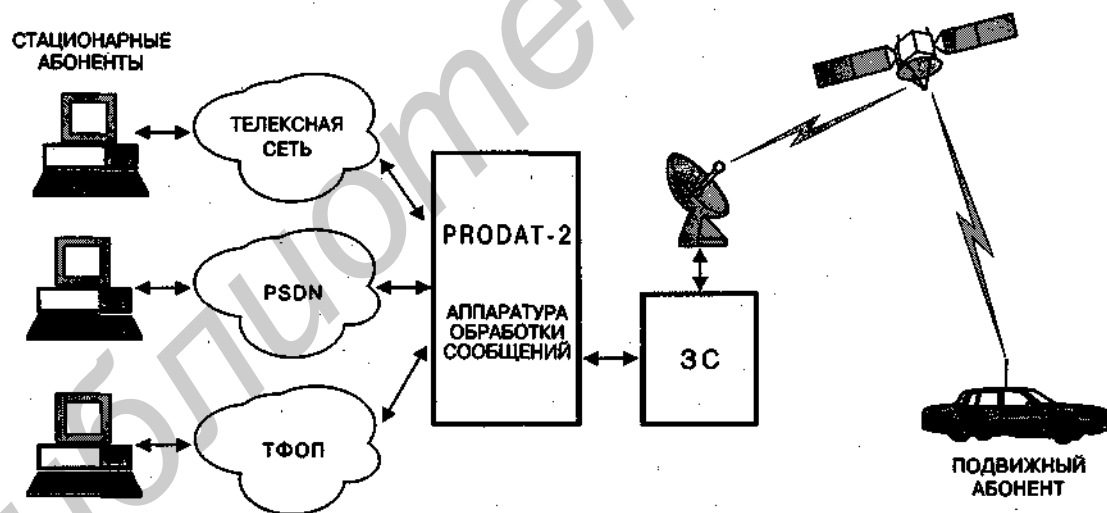 СТАЦИОНАРНЫЕ
АБОНЕНТЫ
ТЕЛЕКСНАЯ
СЕТЬ
PSDN
ТФОП
PRODAT-2
АППАРАТУРА
ОБРАБОТКИ
СООБЩЕНИЙ
ЗС
ПОДВИЖНЫЙ
АБОНЕНТ